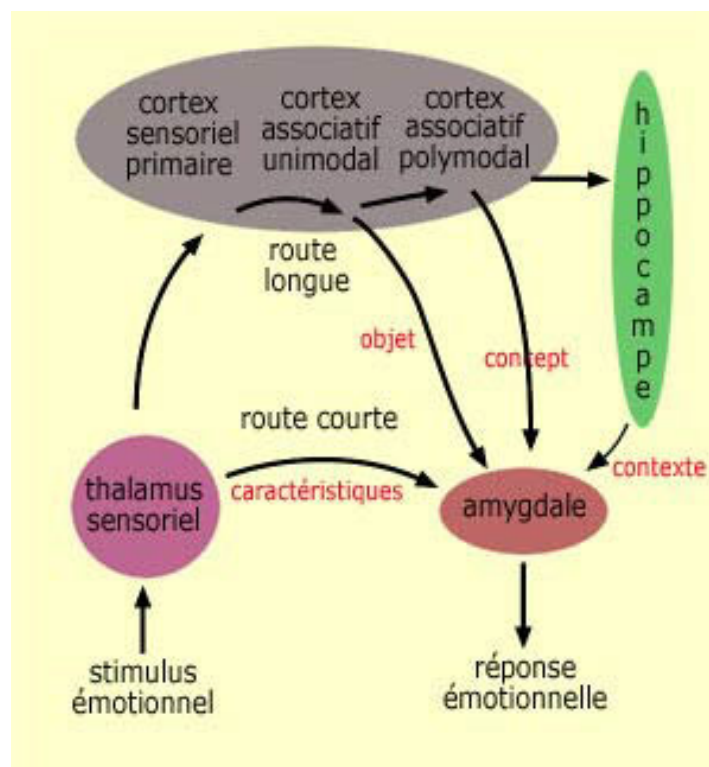 cortex
sensoriel
primaire
cortex
associatif
unimodal
cortex
associatif
polymodal
hippocampe
route
longue
objet
concept
route courte
thalamus
sensoriel
caractéristiques
amygdale
contexte
stimulus
émotionnel
réponse
émotionnelle